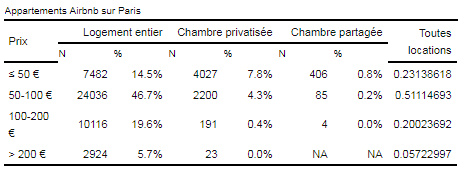 Appartements Airbnb sur Paris
Prix Logement entier Chambre privatisée Chambre partagée Toutes locations
N % N % N %
≤ 50 € 7482 14.5% 4027 7.8% 406 0.8% 0.23138618
50-100 € 24036 46.7% 2200 4.3% 85 0.2% 0.51114693
100-200 € 10116 19.6% 191 0.4% 4 0.0% 0.20023692
> 200 € 2924 5.7% 23 0.0% NA NA 0.05722997